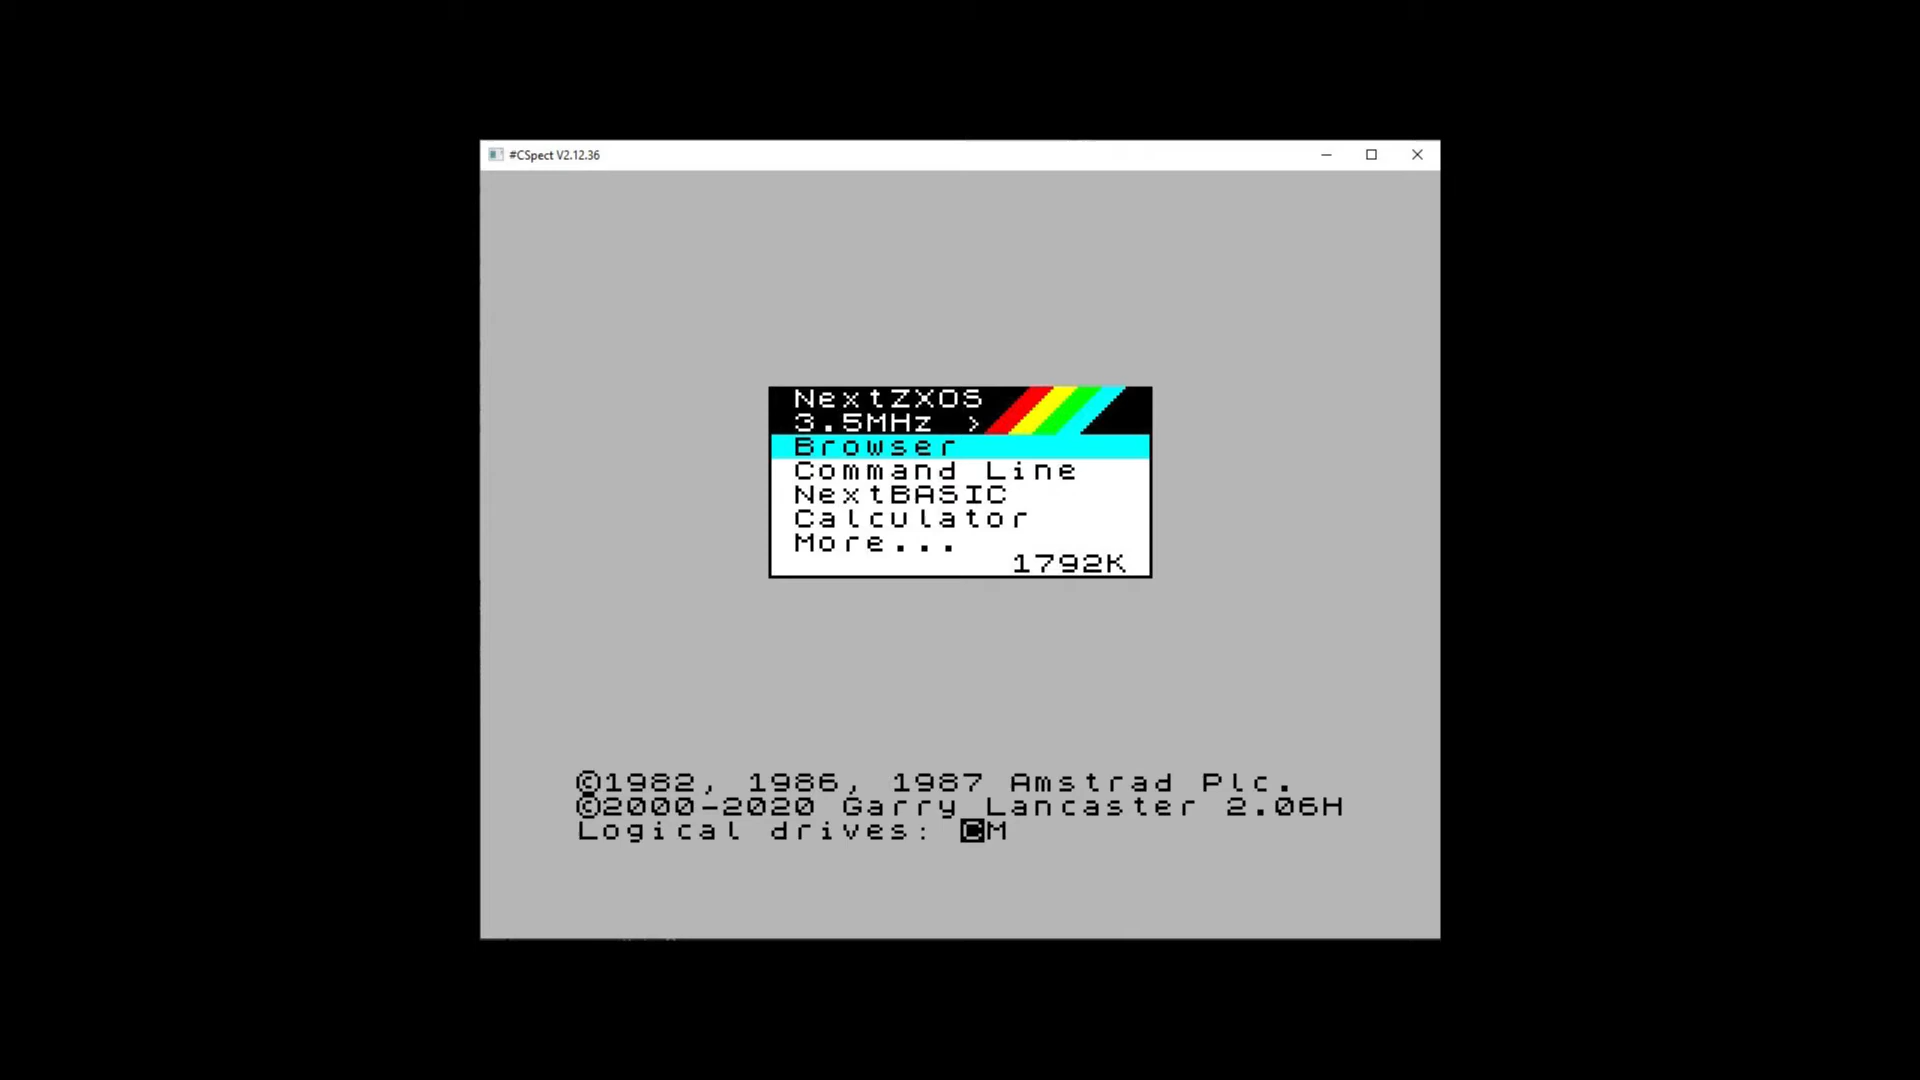 #CSpect V2.12.36
NextZXOS
3.5MHz >
Browser
Command Line
NextBASIC
Calculator
More...
1792K
©1982, 1986, 1987 Amstrad Plc.
©2000-2020 Garry Lancaster 2.06H
Logical drives: CM